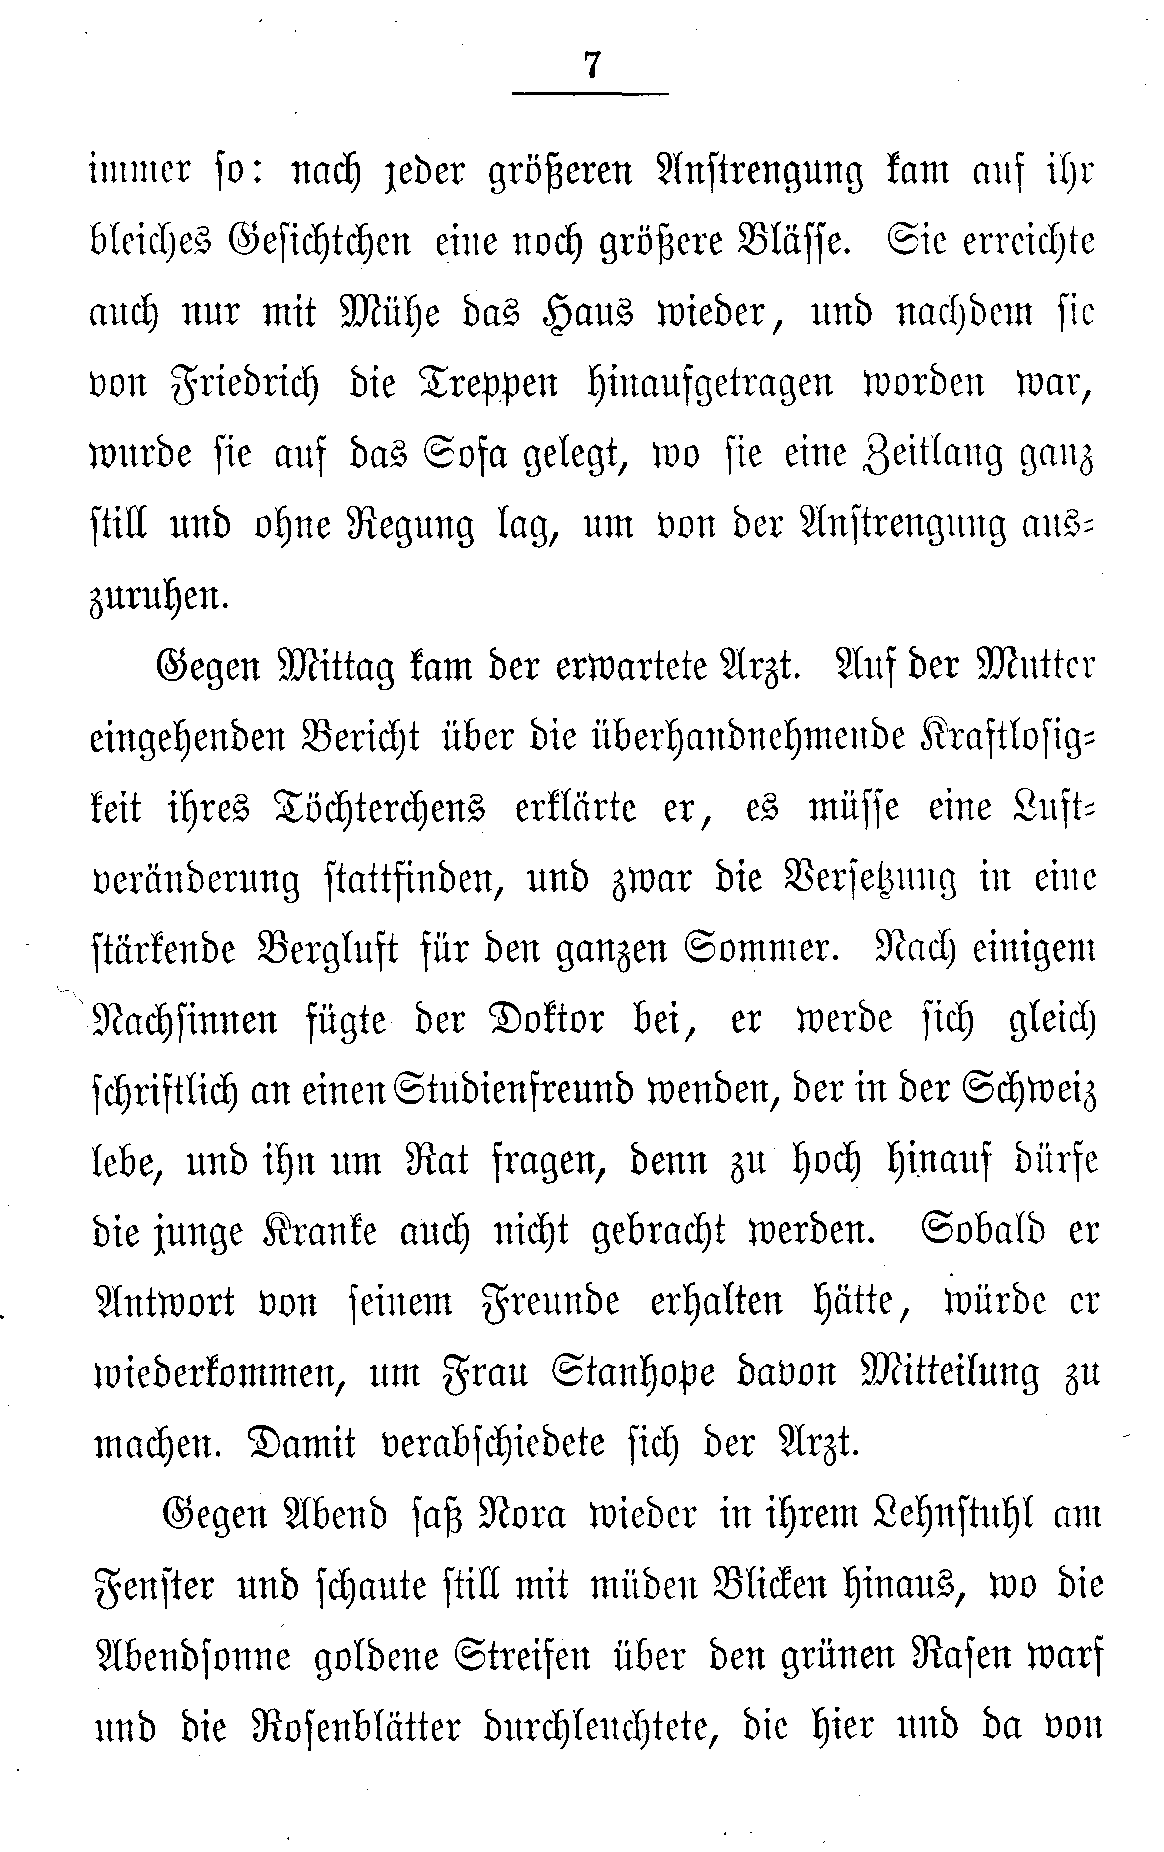 7
immer so: nach jeder größeren Anstrengung kam auf ihr
bleiches Gesichtchen eine noch größere Blässe. Sie erreichte
auch nur mit Mühe das Haus wieder, und nachdem sie
von Friedrich die Treppen hinaufgetragen worden war,
wurde sie auf das Sofa gelegt, wo sie eine Zeitlang ganz
still und ohne Regung lag, um von der Anstrengung aus-
zuruhen.
Gegen Mittag kam der erwartete Arzt. Auf der Mutter
eingehenden Bericht über die überhandnehmende Kraftlosig-
keit ihres Töchterchens erklärte er, es müsse eine Luft-
veränderung stattfinden, und zwar die Versetzung in eine
stärkende Bergluft für den ganzen Sommer. Nach einigem
Nachsinnen fügte der Doktor bei, er werde sich gleich
schriftlich an einen Studienfreund wenden, der in der Schweiz
lebe, und ihn um Rat fragen, denn zu hoch hinauf dürfe
die junge Kranke auch nicht gebracht werden. Sobald er
Antwort von seinem Freunde erhalten hätte, würde er
wiederkommen, um Frau Stanhope davon Mitteilung zu
machen. Damit verabschiedete sich der Arzt.
Gegen Abend saß Nora wieder in ihrem Lehnstuhl am
Fenster und schaute still mit müden Blicken hinaus, wo die
Abendsonne goldene Streifen über den grünen Rasen warf
und die Rosenblätter durchleuchtete, die hier und da von